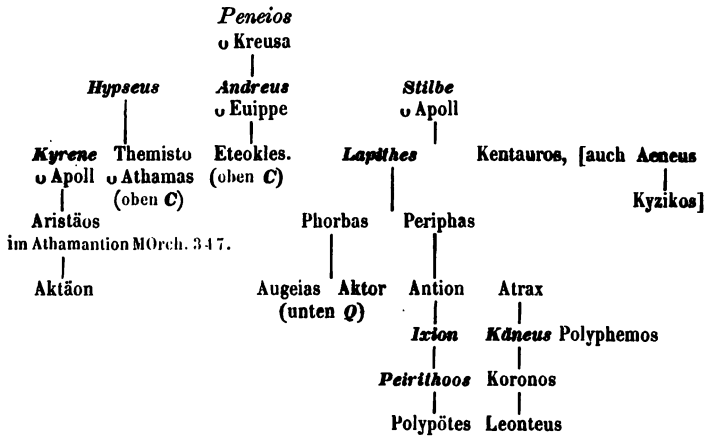 Peneios
∪ Kreusa
Hypseus Andreus Stilbe
∪ Euippe ∪ Apoll
Kyrene Themisto Eteokles. Lapithes Kentauros, [auch Aeneus
∪ Apoll ∪ Athamas (oben C)
(oben C) Kyzikos]
Aristäos Phorbas Periphas
im Athamantion MOrch. 347.
Aktäon Augeias Aktor Antion Atrax
(unten Q)
Ixion Käneus Polyphemos
Peirithoos Koronos
Polypötes Leonteus